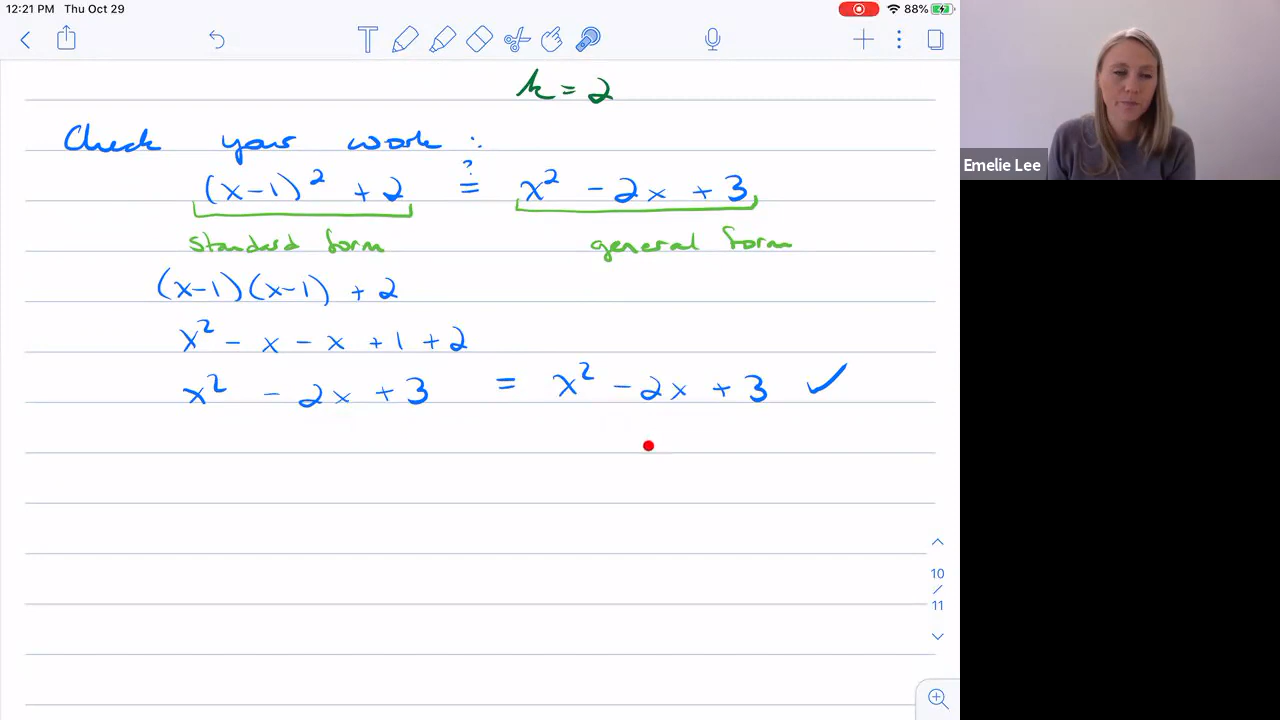 12:21 PM Thu Oct 29
88%
T
k = 2
Check your work :
(x-1)² + 2 ≟ x² - 2x + 3
standard form general form
(x-1)(x-1) + 2
x² - x - x + 1 + 2
x² - 2x + 3 = x² - 2x + 3 ✓
10
/
11
Emelie Lee